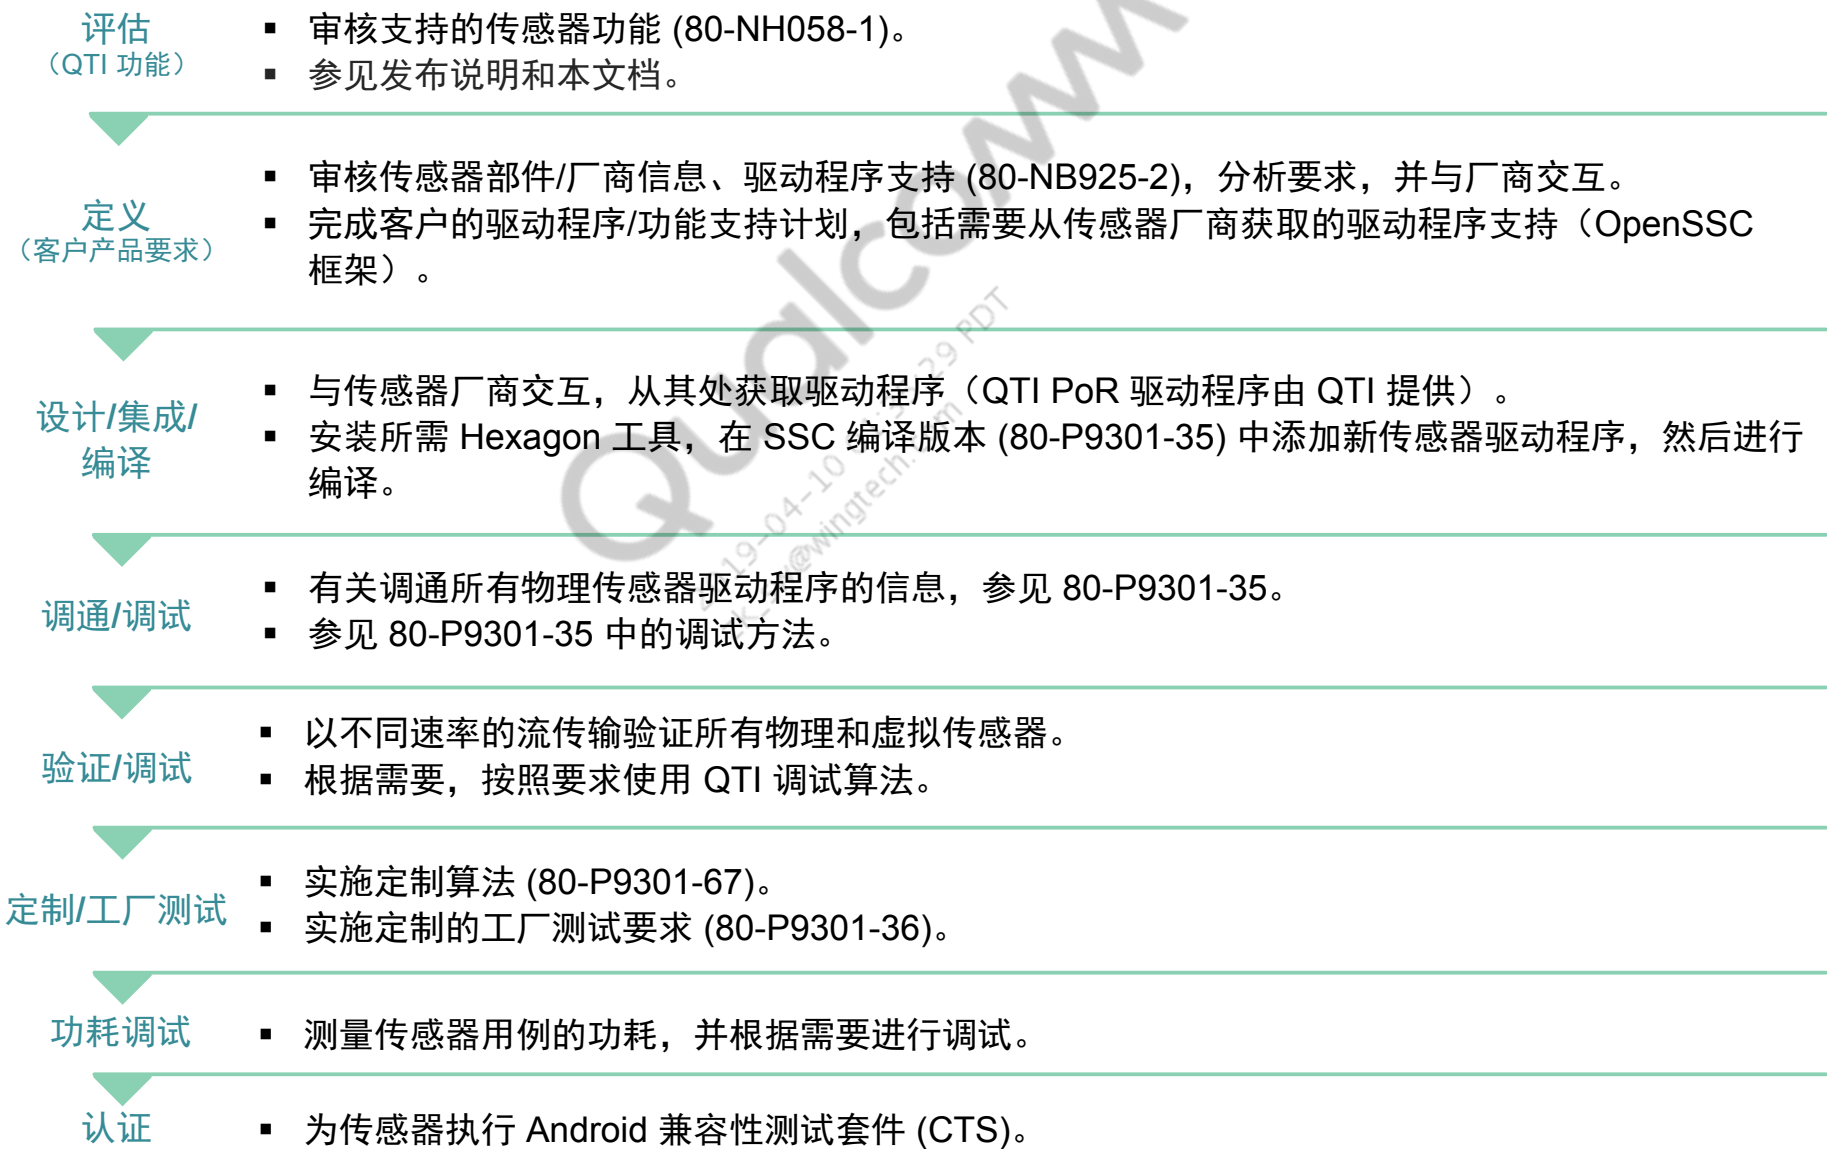 评估
（QTI 功能）
▪ 审核支持的传感器功能 (80-NH058-1)。
▪ 参见发布说明和本文档。
定义
（客户产品要求）
▪ 审核传感器部件/厂商信息、驱动程序支持 (80-NB925-2)，分析要求，并与厂商交互。
▪ 完成客户的驱动程序/功能支持计划，包括需要从传感器厂商获取的驱动程序支持（OpenSSC
框架）。
设计/集成/
编译
▪ 与传感器厂商交互，从其处获取驱动程序（QTI PoR 驱动程序由 QTI 提供）。
▪ 安装所需 Hexagon 工具，在 SSC 编译版本 (80-P9301-35) 中添加新传感器驱动程序，然后进行
编译。
调通/调试
▪ 有关调通所有物理传感器驱动程序的信息，参见 80-P9301-35。
▪ 参见 80-P9301-35 中的调试方法。
验证/调试
▪ 以不同速率的流传输验证所有物理和虚拟传感器。
▪ 根据需要，按照要求使用 QTI 调试算法。
定制/工厂测试
▪ 实施定制算法 (80-P9301-67)。
▪ 实施定制的工厂测试要求 (80-P9301-36)。
功耗调试
▪ 测量传感器用例的功耗，并根据需要进行调试。
认证
▪ 为传感器执行 Android 兼容性测试套件 (CTS)。
Qualcomm